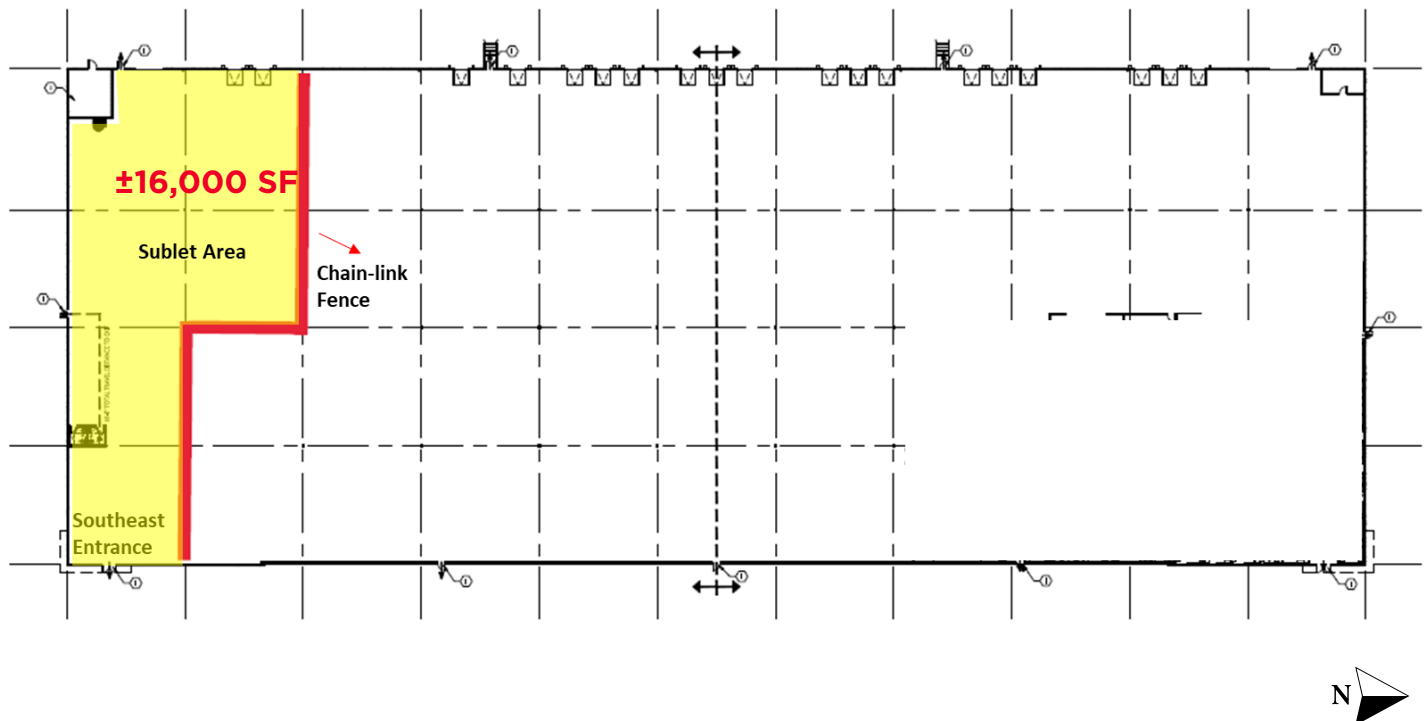 ±16,000 SF
Sublet Area
Chain-link
Fence
Southeast
Entrance
N